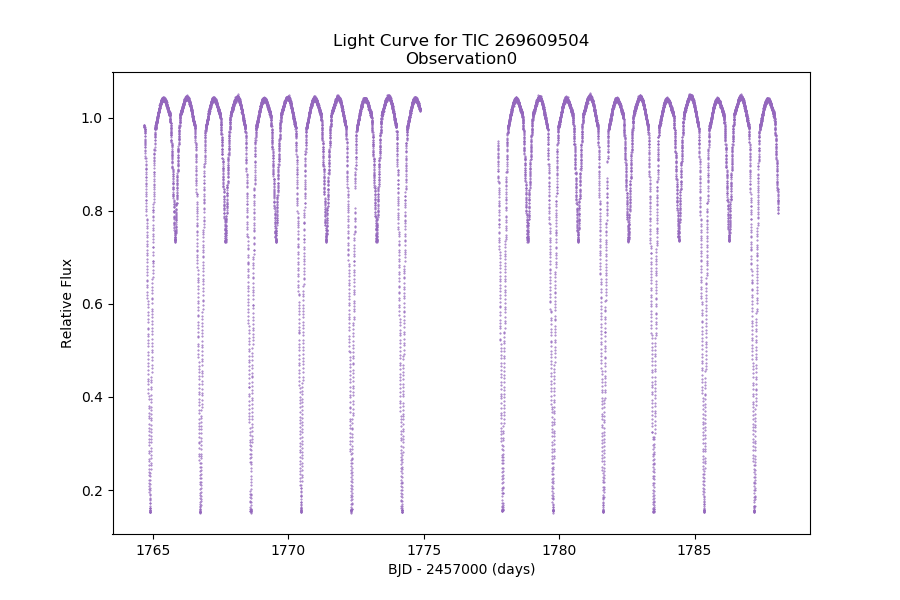 Light Curve for TIC 269609504
Observation0
Relative Flux
1.0
0.8
0.6
0.4
0.2
1765
1770
1775
1780
1785
BJD - 2457000 (days)